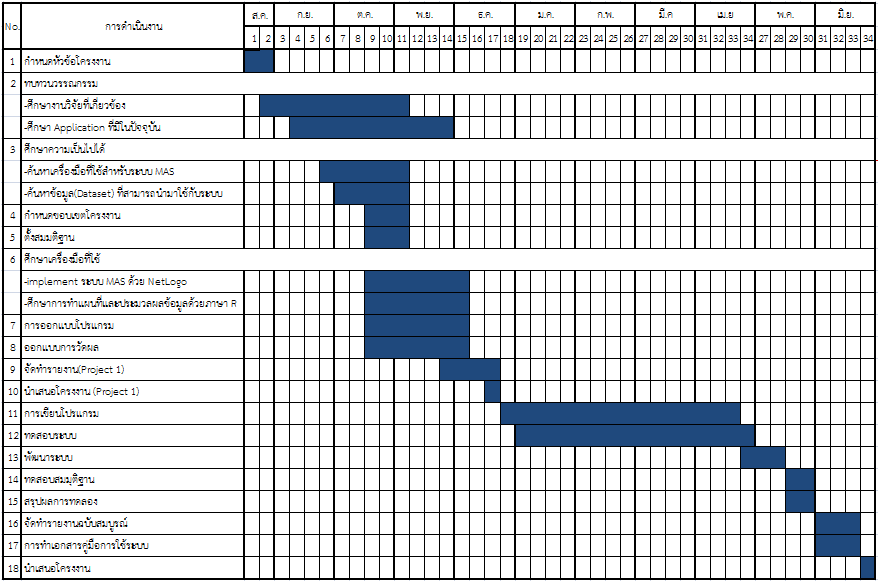 No. การดำเนินงาน ส.ค. ก.ย. ต.ค. พ.ย. ธ.ค. ม.ค. ก.พ. มี.ค เม.ย พ.ค. มิ.ย.
1 2 3 4 5 6 7 8 9 10 11 12 13 14 15 16 17 18 19 20 21 22 23 24 25 26 27 28 29 30 31 32 33 34 27 28 29 30 31 32 33 34
1 กำหนดหัวข้อโครงงาน
2 ทบทวนวรรณกรรม
-ศึกษางานวิจัยที่เกี่ยวข้อง
-ศึกษา Application ที่มีในปัจจุบัน
3 ศึกษาความเป็นไปได้
-ค้นหาเครื่องมือที่ใช้สำหรับระบบ MAS
-ค้นหาข้อมูล(Dataset) ที่สามารถนำมาใช้กับระบบ
4 กำหนดขอบเขตโครงงาน
5 ตั้งสมมติฐาน
6 ศึกษาเครื่องมือที่ใช้
-implement ระบบ MAS ด้วย NetLogo
-ศึกษาการทำแผนที่และประมวลผลข้อมูลด้วยภาษา R
7 การออกแบบโปรแกรม
8 ออกแบบการวัดผล
9 จัดทำรายงาน(Project 1)
10 นำเสนอโครงงาน (Project 1)
11 การเขียนโปรแกรม
12 ทดสอบระบบ
13 พัฒนาระบบ
14 ทดสอบสมมุติฐาน
15 สรุปผลการทดลอง
16 จัดทำรายงานฉบับสมบูรณ์
17 การทำเอกสารคู่มือการใช้ระบบ
18 นำเสนอโครงงาน